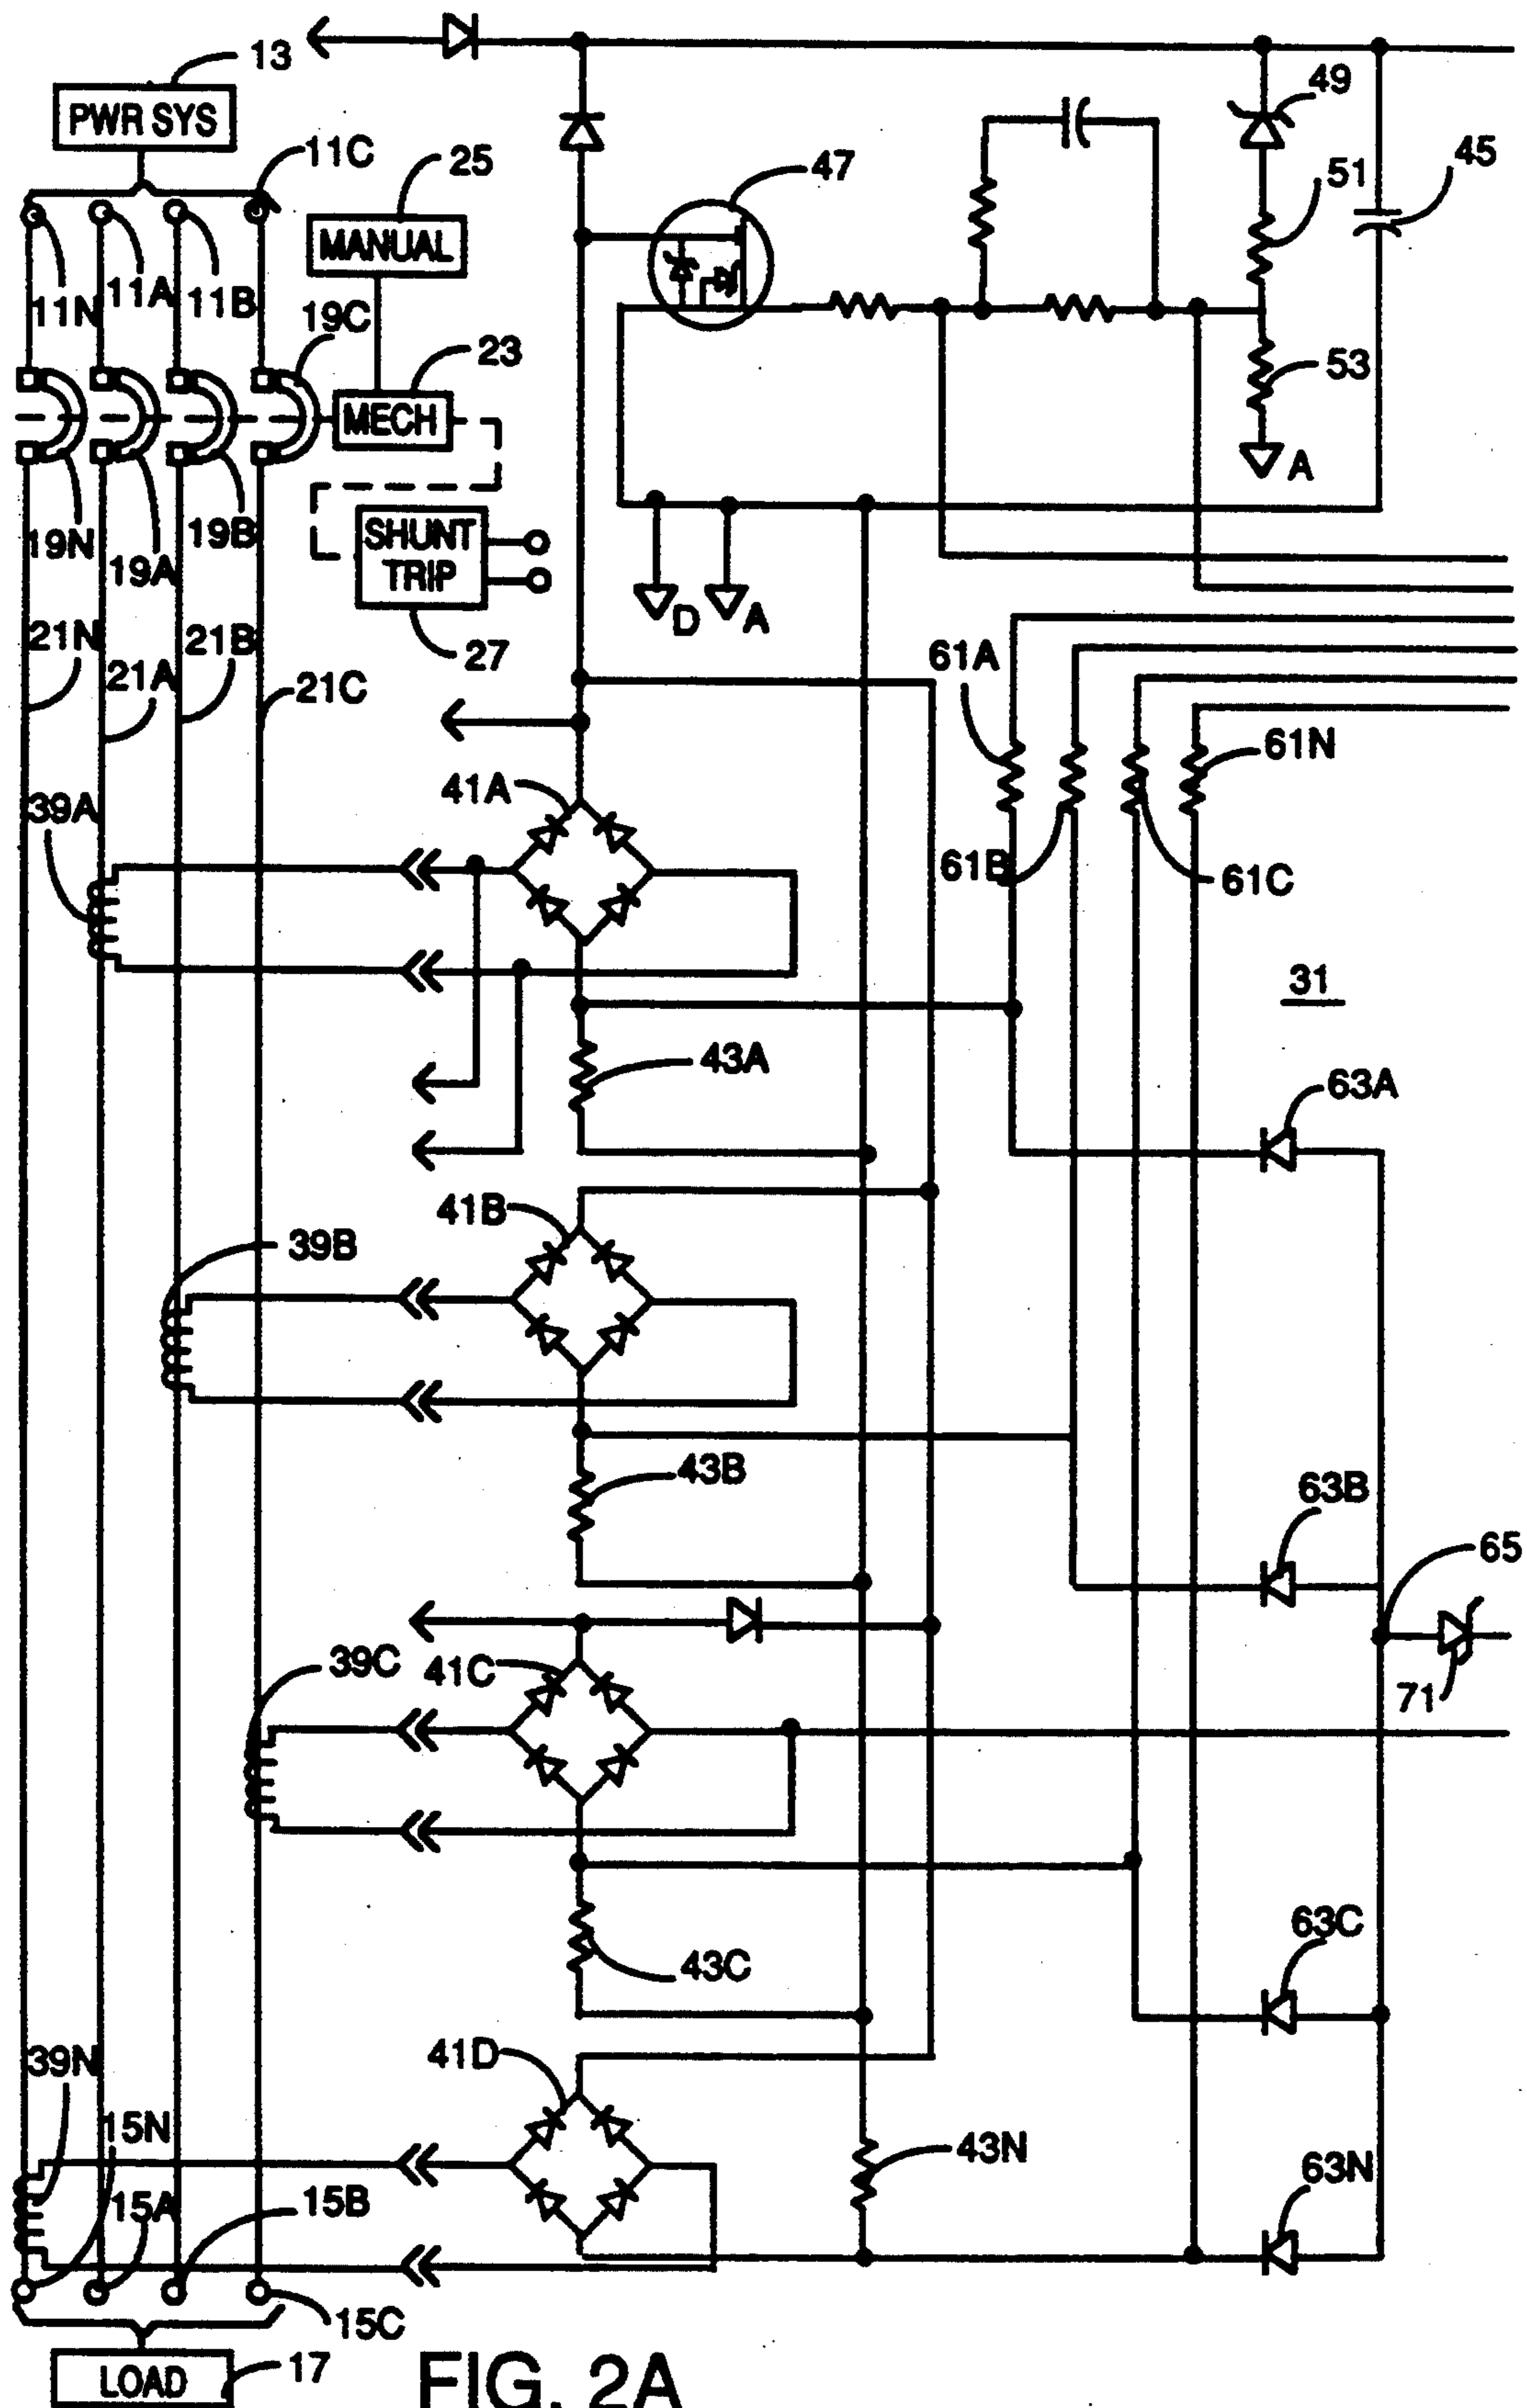 13
PWR SYS
49
11C
25
47
51
45
MANUAL
11N
11A
11B
19C
23
53
MECH
A
19N
19A
19B
SHUNT
TRIP
D
A
21N
21A
21B
21C
27
61A
61N
39A
41A
61B
61C
31
43A
63A
41B
39B
43B
63B
65
39C
41C
71
43C
63C
39N
41D
15N
43N
63N
15A
15B
15C
LOAD
17
FIG. 2A